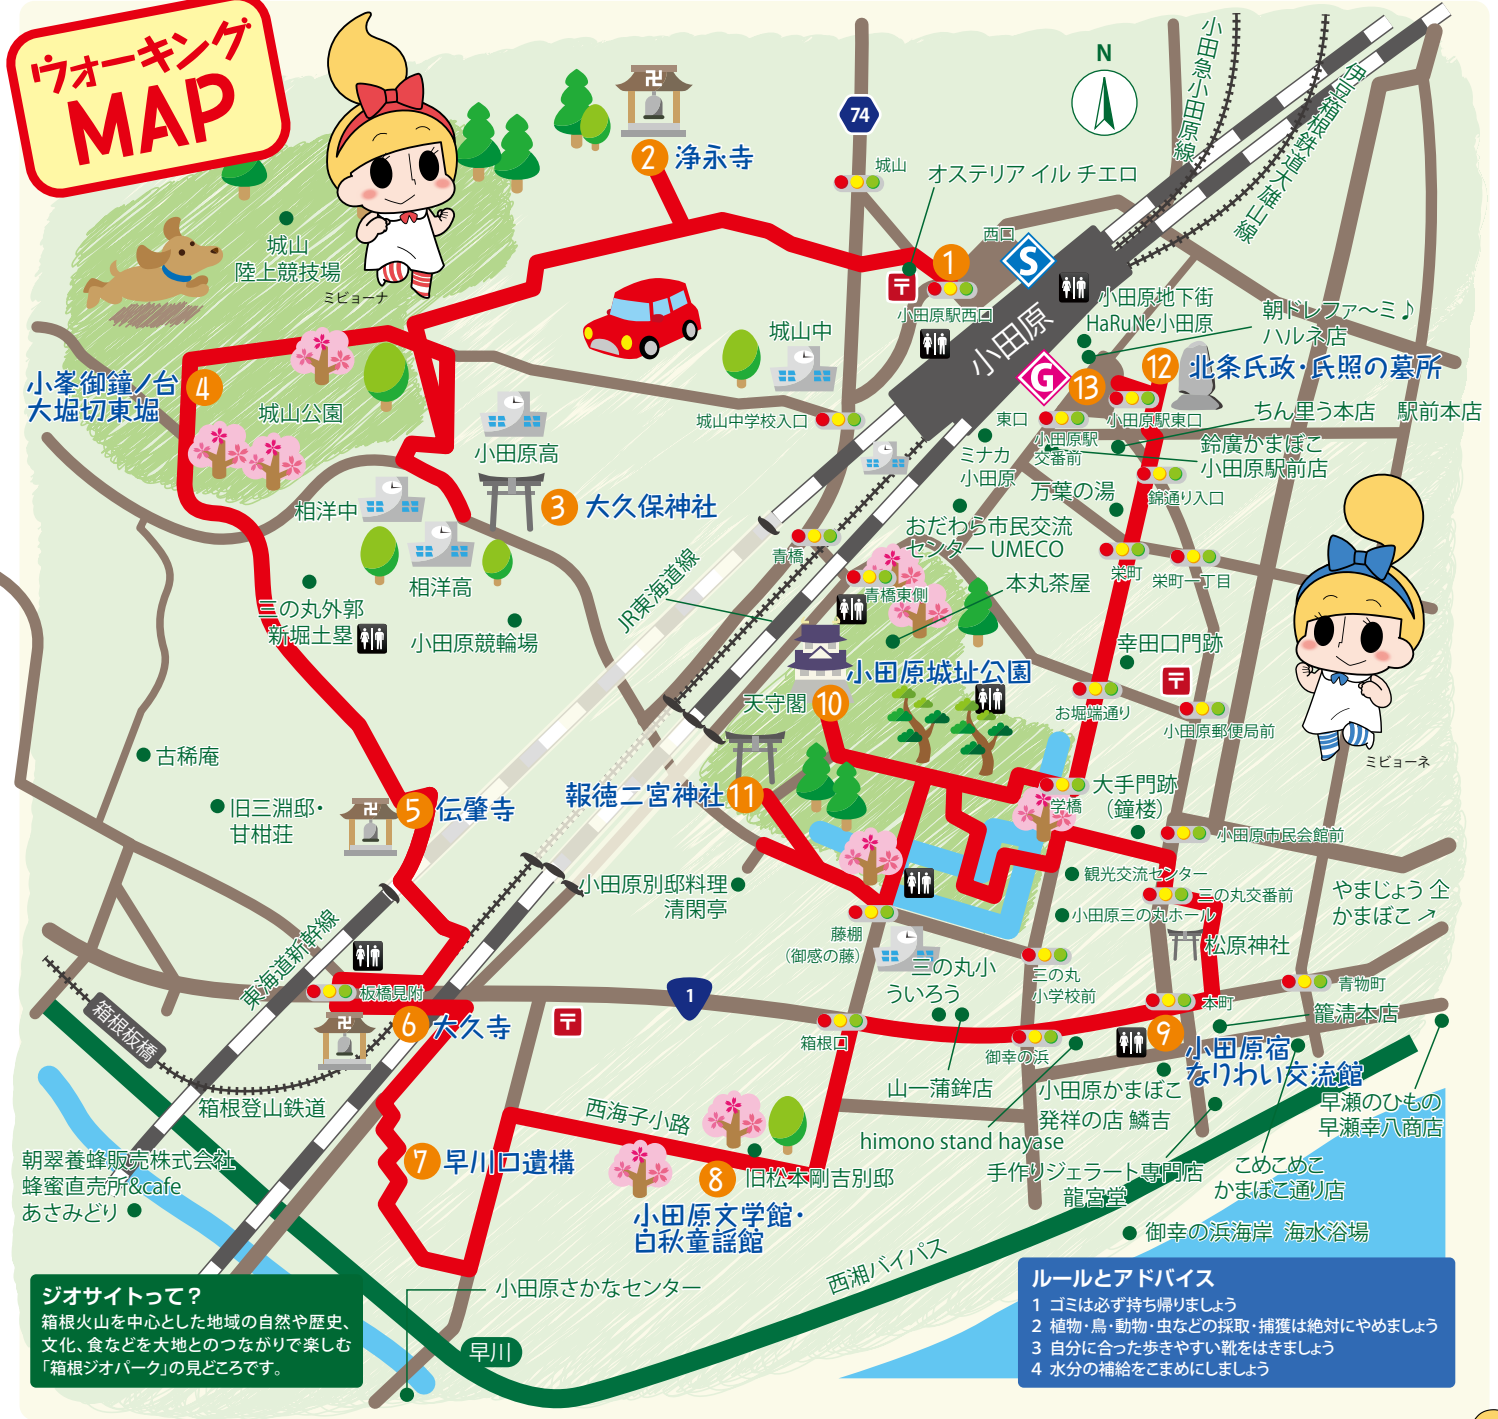 ウォーキング
MAP
N
小田急小田原線
伊豆箱根鉄道大雄山線
74
城山
オステリア イル チエロ
2 浄永寺
城山
陸上競技場
ミビョーナ
西口
S
1
小田原駅西口
小田原
小田原地下街
HaRuNe小田原
朝ドレファ〜ミ♪
ハルネ店
城山中
G
13
12 北条氏政・氏照の墓所
小峯御鐘ノ台
大堀切東堀
4
城山公園
小田原高
城山中学校入口
東口
小田原駅
交番前
小田原駅東口
ちん里う本店 駅前本店
鈴廣かまぼこ
小田原駅前店
ミナカ
小田原
万葉の湯
錦通り入口
相洋中
3 大久保神社
おだわら市民交流
センター UMECO
青橋
青橋東側
栄町
栄町一丁目
相洋高
本丸茶屋
JR東海道線
三の丸外郭
新堀土塁
小田原競輪場
幸田口門跡
小田原城址公園
天守閣
10
お堀端通り
小田原郵便局前
ミビョーネ
古稀庵
旧三淵邸・
甘柑荘
5 伝肇寺
報徳二宮神社 11
学橋
大手門跡
（鐘楼）
小田原市民会館前
小田原別邸料理
清閑亭
観光交流センター
三の丸交番前
やまじょう 仝
かまぼこ
藤棚
（御感の藤）
小田原三の丸ホール
松原神社
東海道新幹線
板橋見附
三の丸小
三の丸
小学校前
ういろう
青物町
本町
籠清本店
1
箱根板橋
6 大久寺
箱根口
御幸の浜
9
小田原宿
なりわい交流館
箱根登山鉄道
西海子小路
山一蒲鉾店
小田原かまぼこ
発祥の店 鱗吉
早瀬のひもの
早瀬幸八商店
himono stand hayase
朝翠養蜂販売株式会社
蜂蜜直売所&cafe
あさみどり
7 早川口遺構
8
旧松本剛吉別邸
手作りジェラート専門店
龍宮堂
こめこめこ
かまぼこ通り店
小田原文学館・
白秋童謡館
御幸の浜海岸 海水浴場
西湘バイパス
小田原さかなセンター
早川
ジオサイトって？
箱根火山を中心とした地域の自然や歴史、
文化、食などを大地とのつながりで楽しむ
「箱根ジオパーク」の見どころです。
ルールとアドバイス
1 ゴミは必ず持ち帰りましょう
2 植物・鳥・動物・虫などの採取・捕獲は絶対にやめましょう
3 自分に合った歩きやすい靴をはきましょう
4 水分の補給をこまめにしましょう